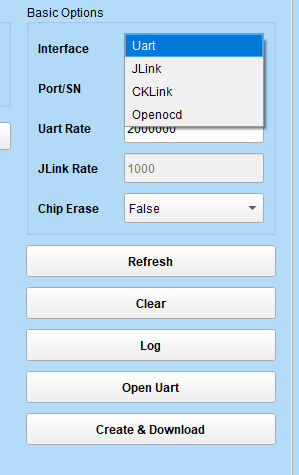 Basic Options
Interface
Uart
JLink
CKLink
Openocd
Port/SN
Uart Rate
2000000
JLink Rate
1000
Chip Erase
False
Refresh
Clear
Log
Open Uart
Create & Download